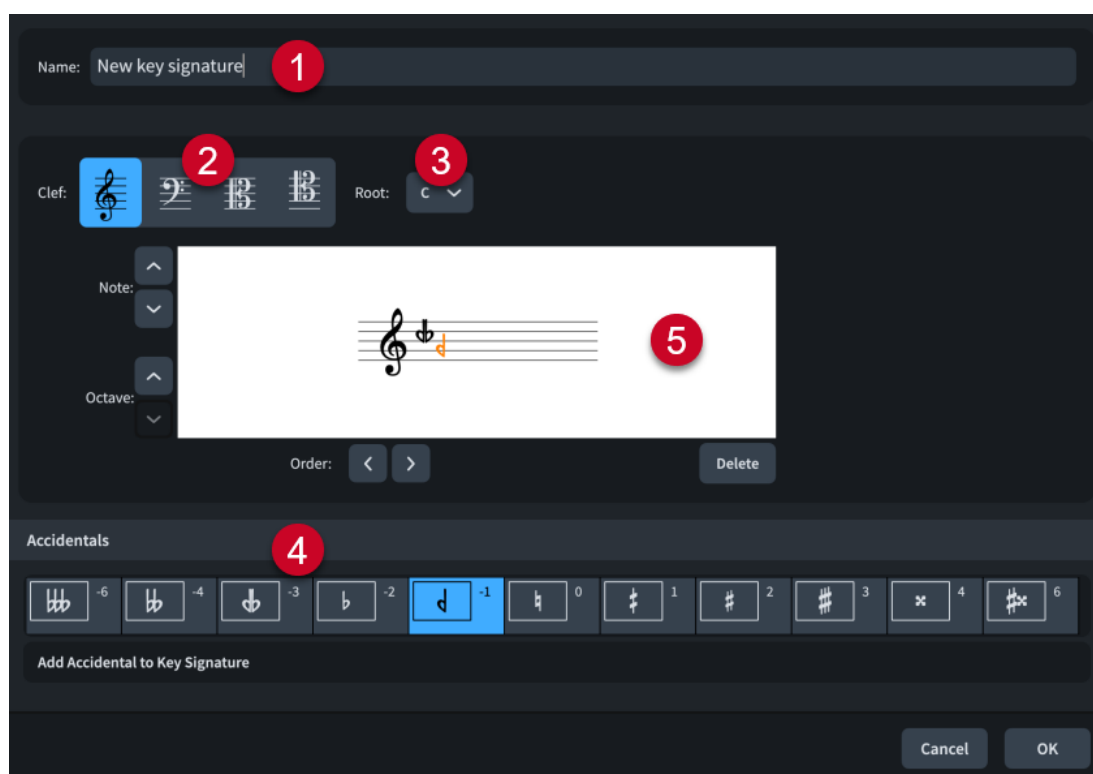 Name: New key signature 1
2 3
Clef: Root: C
Note:
5
Octave:
Order: Delete
Accidentals 4
-6 -4 -3 -2 -1 0 1 2 3 4 6
Add Accidental to Key Signature
Cancel OK